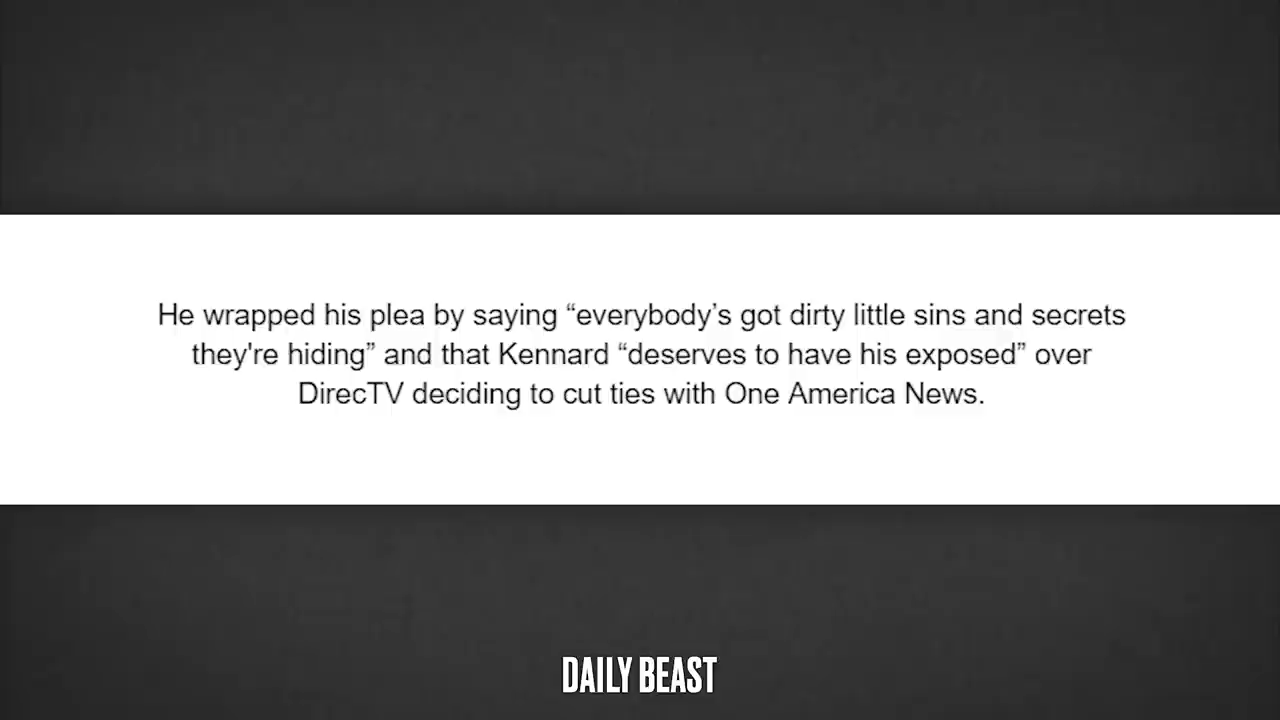 He wrapped his plea by saying “everybody’s got dirty little sins and secrets
they're hiding” and that Kennard “deserves to have his exposed” over
DirecTV deciding to cut ties with One America News.
DAILY BEAST